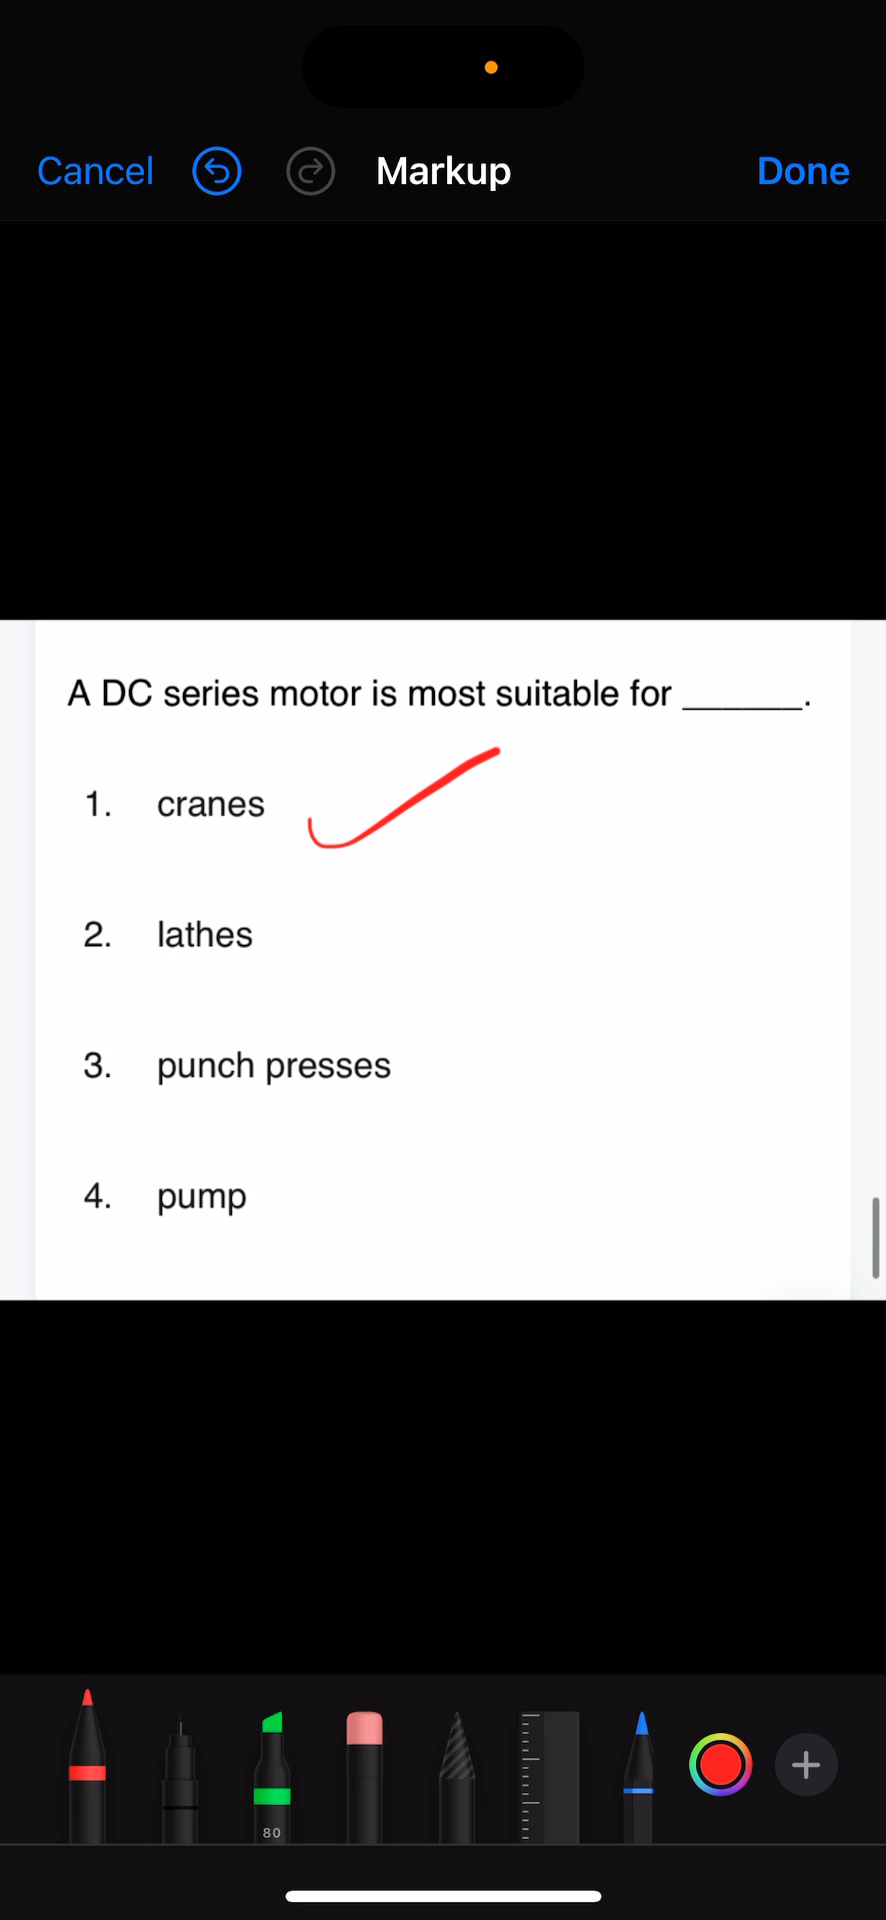 Cancel
Markup
Done
A DC series motor is most suitable for ______.
1. cranes
2. lathes
3. punch presses
4. pump
80